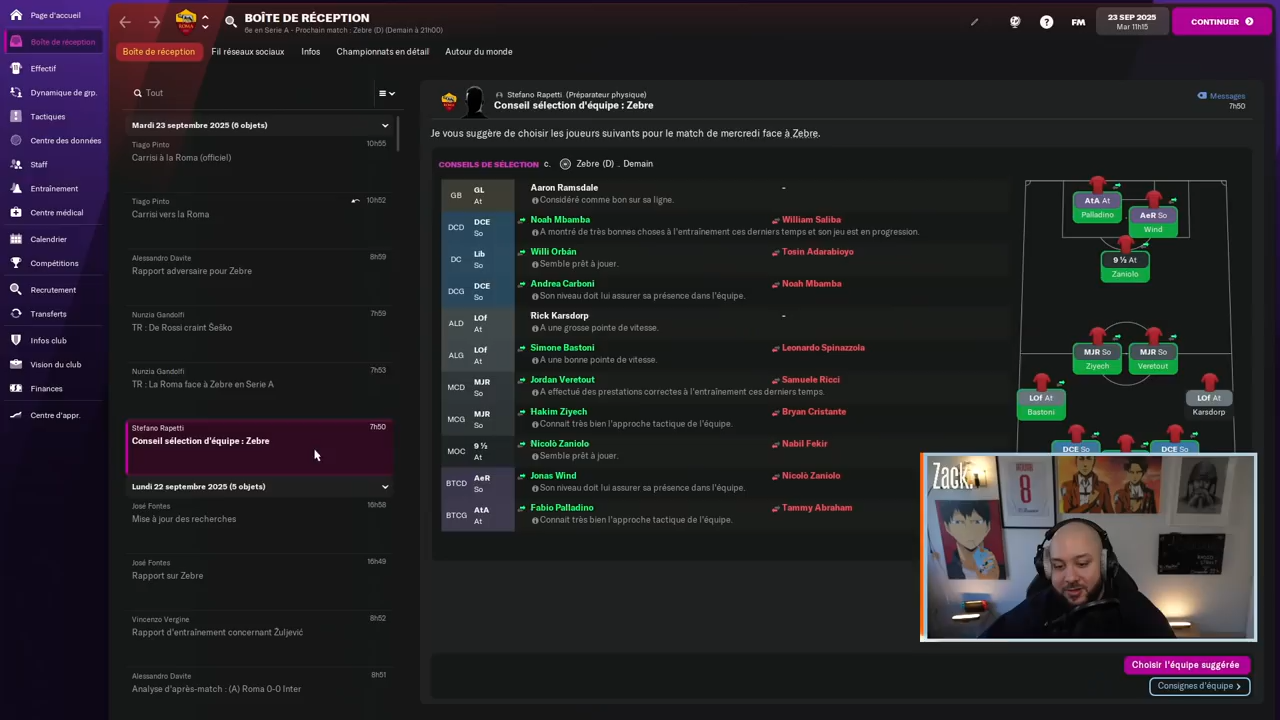 Page d'accueil
Boîte de réception
Effectif
Dynamique de grp.
Tactiques
Centre des données
Staff
Entraînement
Centre médical
Calendrier
Compétitions
Recrutement
Transferts
Infos club
Vision du club
Finances
Centre d'appr.
BOÎTE DE RÉCEPTION
6e en Serie A - Prochain match : Zebre (D) (Demain à 21h00)
FM
23 SEP 2025
Mar 11h15
CONTINUER
Boîte de réception
Fil réseaux sociaux
Infos
Championnats en détail
Autour du monde
Tout
Mardi 23 septembre 2025 (6 objets)
Tiago Pinto 10h55
Carrisi à la Roma (officiel)
Tiago Pinto 10h52
Carrisi vers la Roma
Alessandro Davite 8h59
Rapport adversaire pour Zebre
Nunzia Gandolfi 7h59
TR : De Rossi craint Šeško
Nunzia Gandolfi 7h53
TR : La Roma face à Zebre en Serie A
Stefano Rapetti 7h50
Conseil sélection d'équipe : Zebre
Lundi 22 septembre 2025 (5 objets)
José Fontes 16h58
Mise à jour des recherches
José Fontes 16h49
Rapport sur Zebre
Vincenzo Vergine 8h52
Rapport d'entraînement concernant Žuljević
Alessandro Davite 8h51
Analyse d'après-match : (A) Roma 0-0 Inter
Stefano Rapetti (Préparateur physique)
Conseil sélection d'équipe : Zebre
Messages
7h50
Je vous suggère de choisir les joueurs suivants pour le match de mercredi face à Zebre.
CONSEILS DE SÉLECTION c. Zebre (D) . Demain
GB GL At Aaron Ramsdale -
Considéré comme bon sur sa ligne.
DCD DCE So Noah Mbamba William Saliba
A montré de très bonnes choses à l'entraînement ces derniers temps et son jeu est en progression.
DC Lib So Willi Orbán Tosin Adarabioyo
Semble prêt à jouer.
DCG DCE So Andrea Carboni Noah Mbamba
Son niveau doit lui assurer sa présence dans l'équipe.
ALD LOf At Rick Karsdorp -
A une grosse pointe de vitesse.
ALG LOf At Simone Bastoni Leonardo Spinazzola
A une bonne pointe de vitesse.
MCD MJR So Jordan Veretout Samuele Ricci
A effectué des prestations correctes à l'entraînement ces derniers temps.
MCG MJR So Hakim Ziyech Bryan Cristante
Connait très bien l'approche tactique de l'équipe.
MOC 9 ½ At Nicolò Zaniolo Nabil Fekir
Semble prêt à jouer.
BTCD AeR So Jonas Wind Nicolò Zaniolo
Son niveau doit lui assurer sa présence dans l'équipe.
BTCG AtA At Fabio Palladino Tammy Abraham
Connait très bien l'approche tactique de l'équipe.
AtA At
Palladino
AeR So
Wind
9 ½ At
Zaniolo
MJR So
Ziyech
MJR So
Veretout
LOf At
Bastoni
LOf At
Karsdorp
DCE So
DCE So
Zack.
8
Choisir l'équipe suggérée
Consignes d'équipe